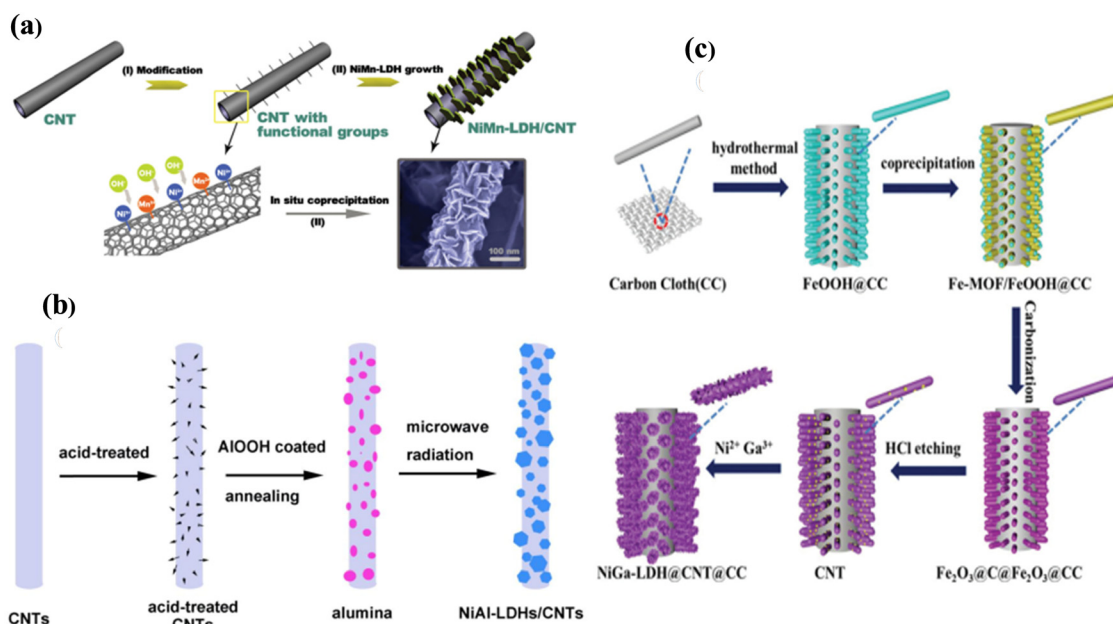 (a)
(I) Modification
(II) NiMn-LDH growth
CNT
CNT with
functional groups
NiMn-LDH/CNT
OH⁻
OH⁻
OH⁻
Mn²⁺
Ni²⁺
Mn²⁺
Ni²⁺
Ni²⁺
In situ coprecipitation
(II)
100 nm
(b)
acid-treated
AlOOH coated
annealing
microwave
radiation
CNTs
acid-treated
CNTs
alumina
NiAl-LDHs/CNTs
(c)
hydrothermal
method
coprecipitation
Carbon Cloth(CC)
FeOOH@CC
Fe-MOF/FeOOH@CC
Carbonization
Ni²⁺ Ga³⁺
HCl etching
NiGa-LDH@CNT@CC
CNT
Fe₂O₃@C@Fe₂O₃@CC